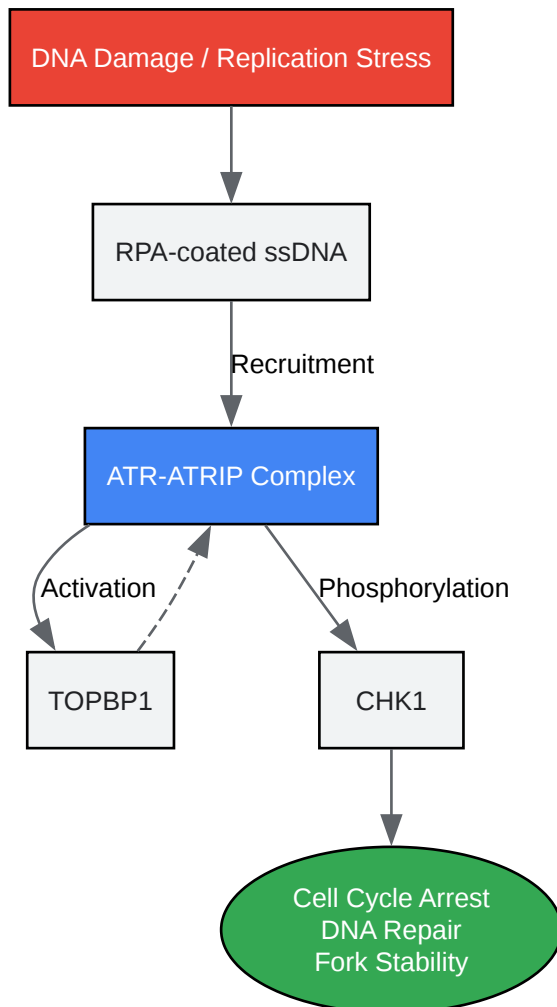 DNA Damage / Replication Stress
RPA-coated ssDNA
Recruitment
ATR-ATRIP Complex
Activation
Phosphorylation
TOPBP1
CHK1
Cell Cycle Arrest
DNA Repair
Fork Stability